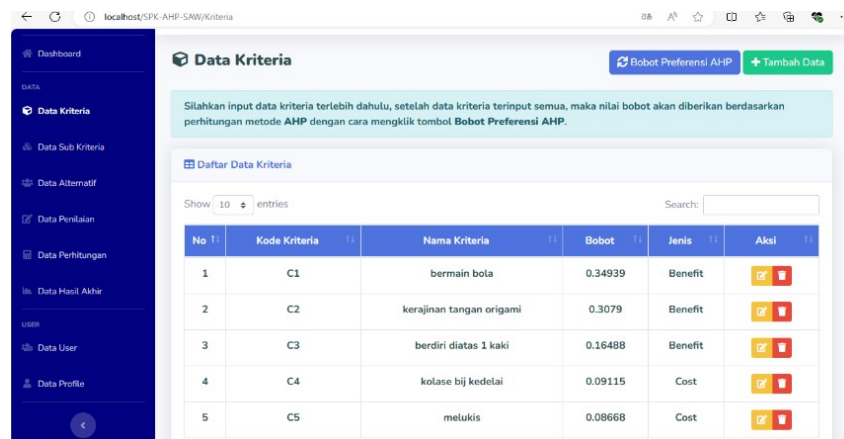 localhost/SPK-AHP-SAW/Kriteria
Dashboard
DATA
Data Kriteria
Data Sub Kriteria
Data Alternatif
Data Penilaian
Data Perhitungan
Data Hasil Akhir
USER
Data User
Data Profile
Data Kriteria
Bobot Preferensi AHP
Tambah Data
Silahkan input data kriteria terlebih dahulu, setelah data kriteria terinput semua, maka nilai bobot akan diberikan berdasarkan
perhitungan metode AHP dengan cara mengklik tombol Bobot Preferensi AHP.
Daftar Data Kriteria
Show 10 entries Search:
No Kode Kriteria Nama Kriteria Bobot Jenis Aksi
1 C1 bermain bola 0.34939 Benefit
2 C2 kerajinan tangan origami 0.3079 Benefit
3 C3 berdiri diatas 1 kaki 0.16488 Benefit
4 C4 kolase bij kedelai 0.09115 Cost
5 C5 melukis 0.08668 Cost